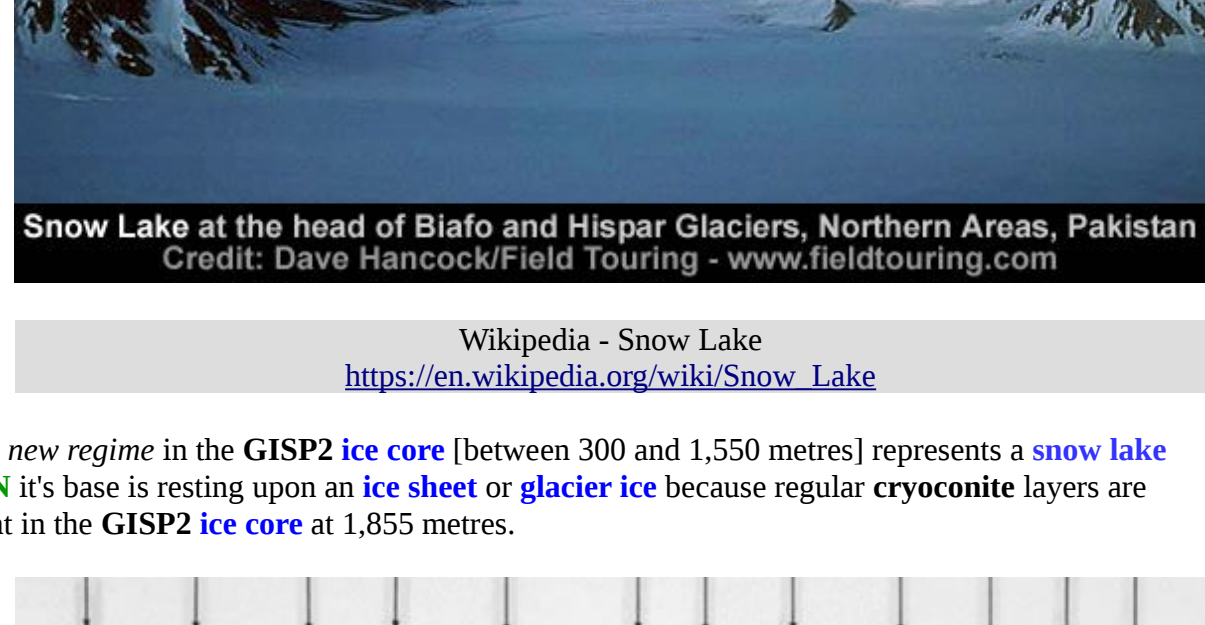 Snow Lake at the head of Biafo and Hispar Glaciers, Northern Areas, Pakistan
Credit: Dave Hancock/Field Touring - www.fieldtouring.com
Wikipedia - Snow Lake
https://en.wikipedia.org/wiki/Snow_Lake
new regime in the GISP2 ice core [between 300 and 1,550 metres] represents a snow lake
it's base is resting upon an ice sheet or glacier ice because regular cryoconite layers are
in the GISP2 ice core at 1,855 metres.